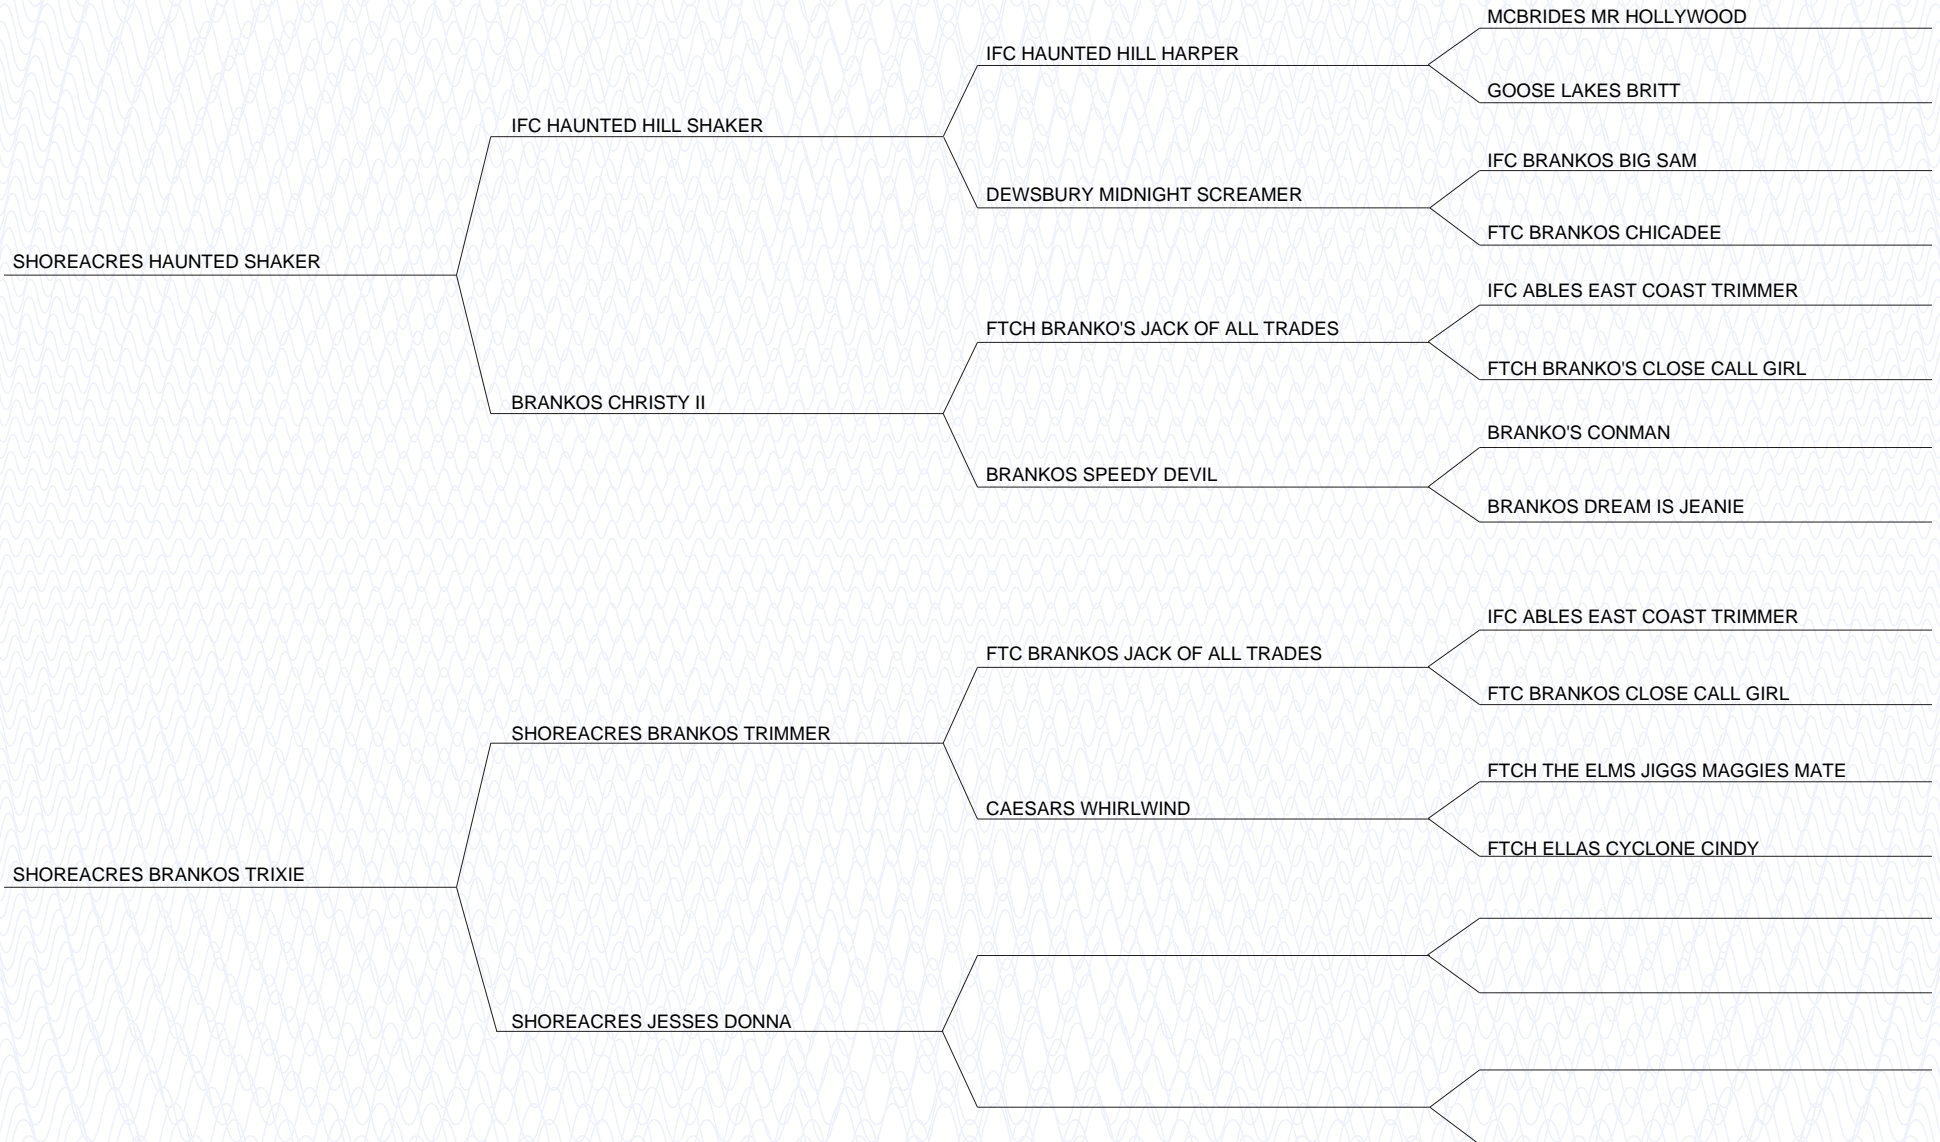 MCBRIDES MR HOLLYWOOD
IFC HAUNTED HILL HARPER
GOOSE LAKES BRITT
IFC HAUNTED HILL SHAKER
IFC BRANKOS BIG SAM
DEWSBURY MIDNIGHT SCREAMER
FTC BRANKOS CHICADEE
SHOREACRES HAUNTED SHAKER
IFC ABLES EAST COAST TRIMMER
FTCH BRANKO'S JACK OF ALL TRADES
FTCH BRANKO'S CLOSE CALL GIRL
BRANKOS CHRISTY II
BRANKO'S CONMAN
BRANKOS SPEEDY DEVIL
BRANKOS DREAM IS JEANIE
IFC ABLES EAST COAST TRIMMER
FTC BRANKOS JACK OF ALL TRADES
FTC BRANKOS CLOSE CALL GIRL
SHOREACRES BRANKOS TRIMMER
FTCH THE ELMS JIGGS MAGGIES MATE
CAESARS WHIRLWIND
FTCH ELLAS CYCLONE CINDY
SHOREACRES BRANKOS TRIXIE
SHOREACRES JESSES DONNA